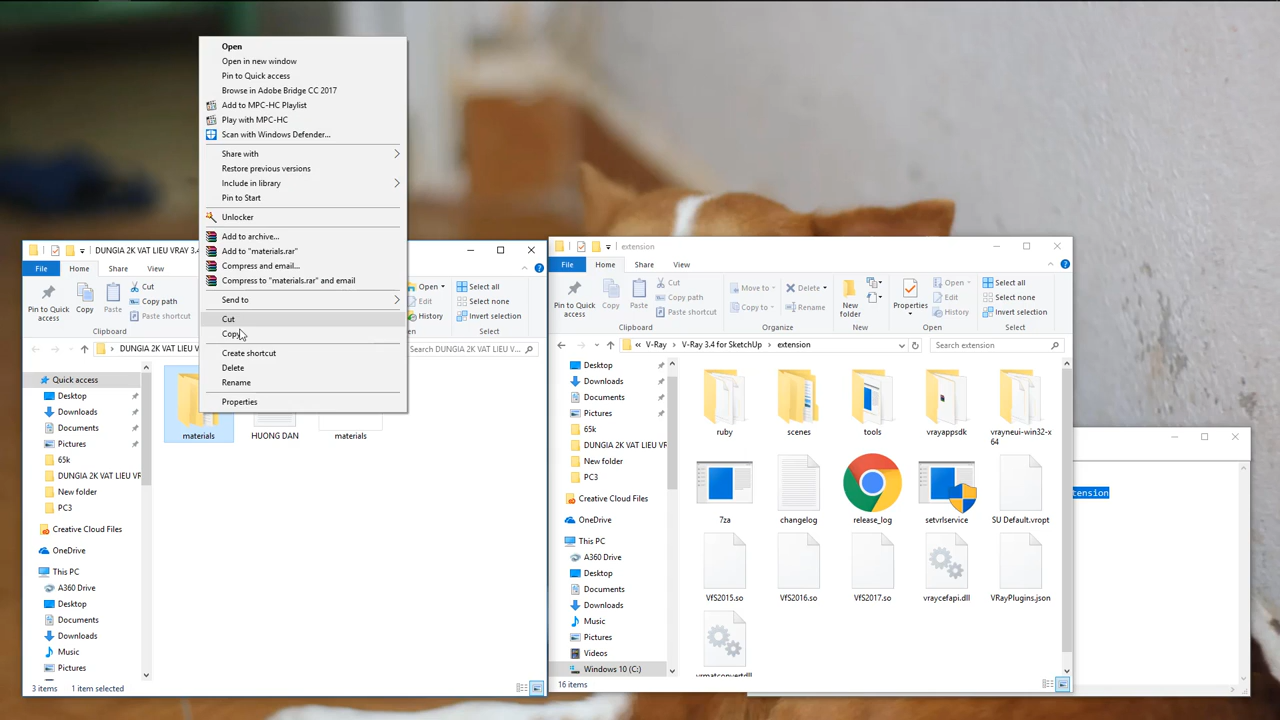 Open
Open in new window
Pin to Quick access
Browse in Adobe Bridge CC 2017
Add to MPC-HC Playlist
Play with MPC-HC
Scan with Windows Defender...
Share with
Restore previous versions
Include in library
Pin to Start
Unlocker
Add to archive...
Add to "materials.rar"
Compress and email...
Compress to "materials.rar" and email
Send to
Cut
Copy
Create shortcut
Delete
Rename
Properties
DUNGIA 2K VAT LIEU VRAY 3.4
File
Home
Share
View
Pin to Quick access
Copy
Paste
Cut
Copy path
Paste shortcut
Clipboard
Open
Edit
History
Select all
Select none
Invert selection
Select
DUNGIA 2K VAT LIEU V
Search DUNGIA 2K VAT LIEU V...
Quick access
Desktop
Downloads
Documents
Pictures
65k
DUNGIA 2K VAT LIEU VR
New folder
PC3
Creative Cloud Files
OneDrive
This PC
A360 Drive
Desktop
Documents
Downloads
Music
Pictures
materials
HUONG DAN
materials
3 items
1 item selected
extension
File
Home
Share
View
Pin to Quick access
Copy
Paste
Cut
Copy path
Paste shortcut
Clipboard
Move to
Copy to
Delete
Rename
Organize
New folder
New
Properties
Open
Edit
History
Open
Select all
Select none
Invert selection
Select
« V-Ray > V-Ray 3.4 for SketchUp > extension
Search extension
Desktop
Downloads
Documents
Pictures
65k
DUNGIA 2K VAT LIEU VR
New folder
PC3
Creative Cloud Files
OneDrive
This PC
A360 Drive
Desktop
Documents
Downloads
Music
Pictures
Videos
Windows 10 (C:)
ruby
scenes
tools
vrayappsdk
vrayneui-win32-x64
7za
changelog
release_log
setvrlservice
SU Default.vropt
VfS2015.so
VfS2016.so
VfS2017.so
vraycefapi.dll
VRayPlugins.json
vrmatconvertdll
16 items
tension